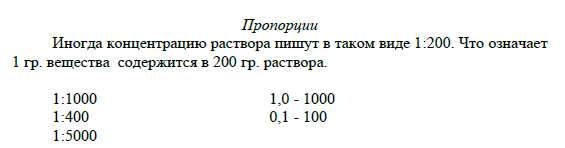 Пропорции
Иногда концентрацию раствора пишут в таком виде 1:200. Что означает
1 гр. вещества содержится в 200 гр. раствора.
1:1000 1,0 - 1000
1:400 0,1 - 100
1:5000